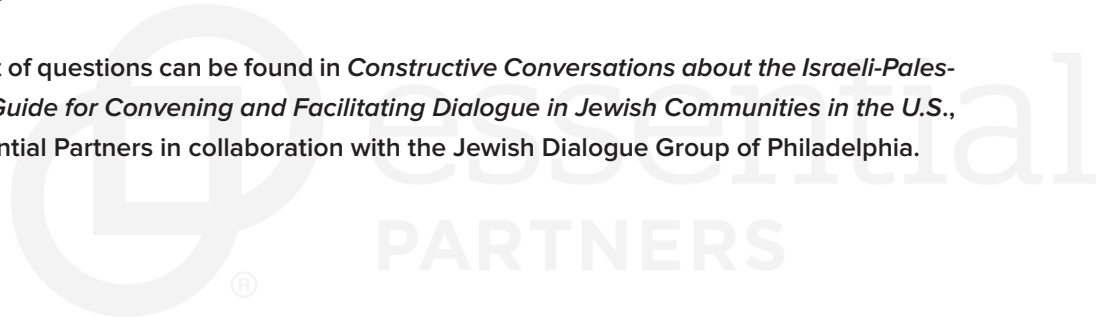 of questions can be found in Constructive Conversations about the Israeli-Pales-
Guide for Convening and Facilitating Dialogue in Jewish Communities in the U.S.,
ntial Partners in collaboration with the Jewish Dialogue Group of Philadelphia.
essential
PARTNERS
®